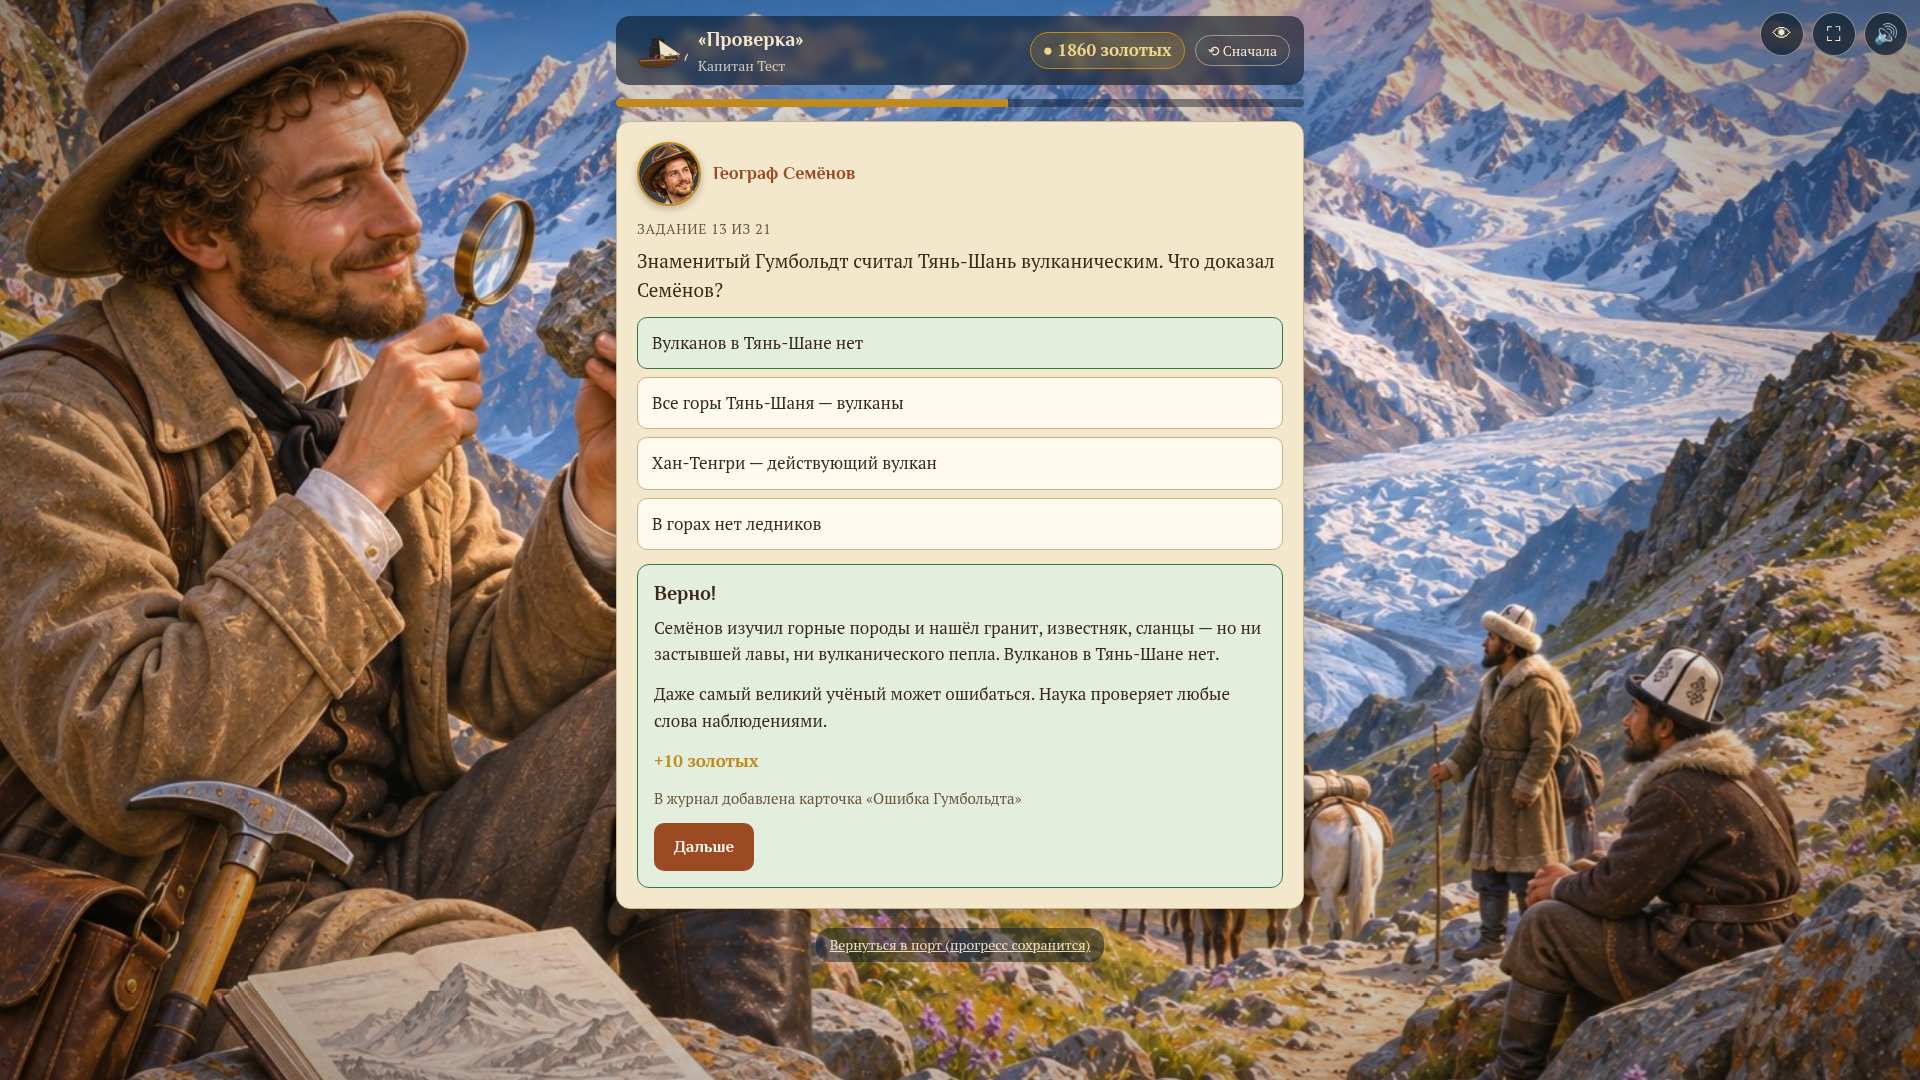 «Проверка»
Капитан Тест
● 1860 золотых
⟲ Сначала
Географ Семёнов
ЗАДАНИЕ 13 ИЗ 21
Знаменитый Гумбольдт считал Тянь-Шань вулканическим. Что доказал
Семёнов?
Вулканов в Тянь-Шане нет
Все горы Тянь-Шаня — вулканы
Хан-Тенгри — действующий вулкан
В горах нет ледников
Верно!
Семёнов изучил горные породы и нашёл гранит, известняк, сланцы — но ни
застывшей лавы, ни вулканического пепла. Вулканов в Тянь-Шане нет.
Даже самый великий учёный может ошибаться. Наука проверяет любые
слова наблюдениями.
+10 золотых
В журнал добавлена карточка «Ошибка Гумбольдта»
Дальше
Вернуться в порт (прогресс сохранится)